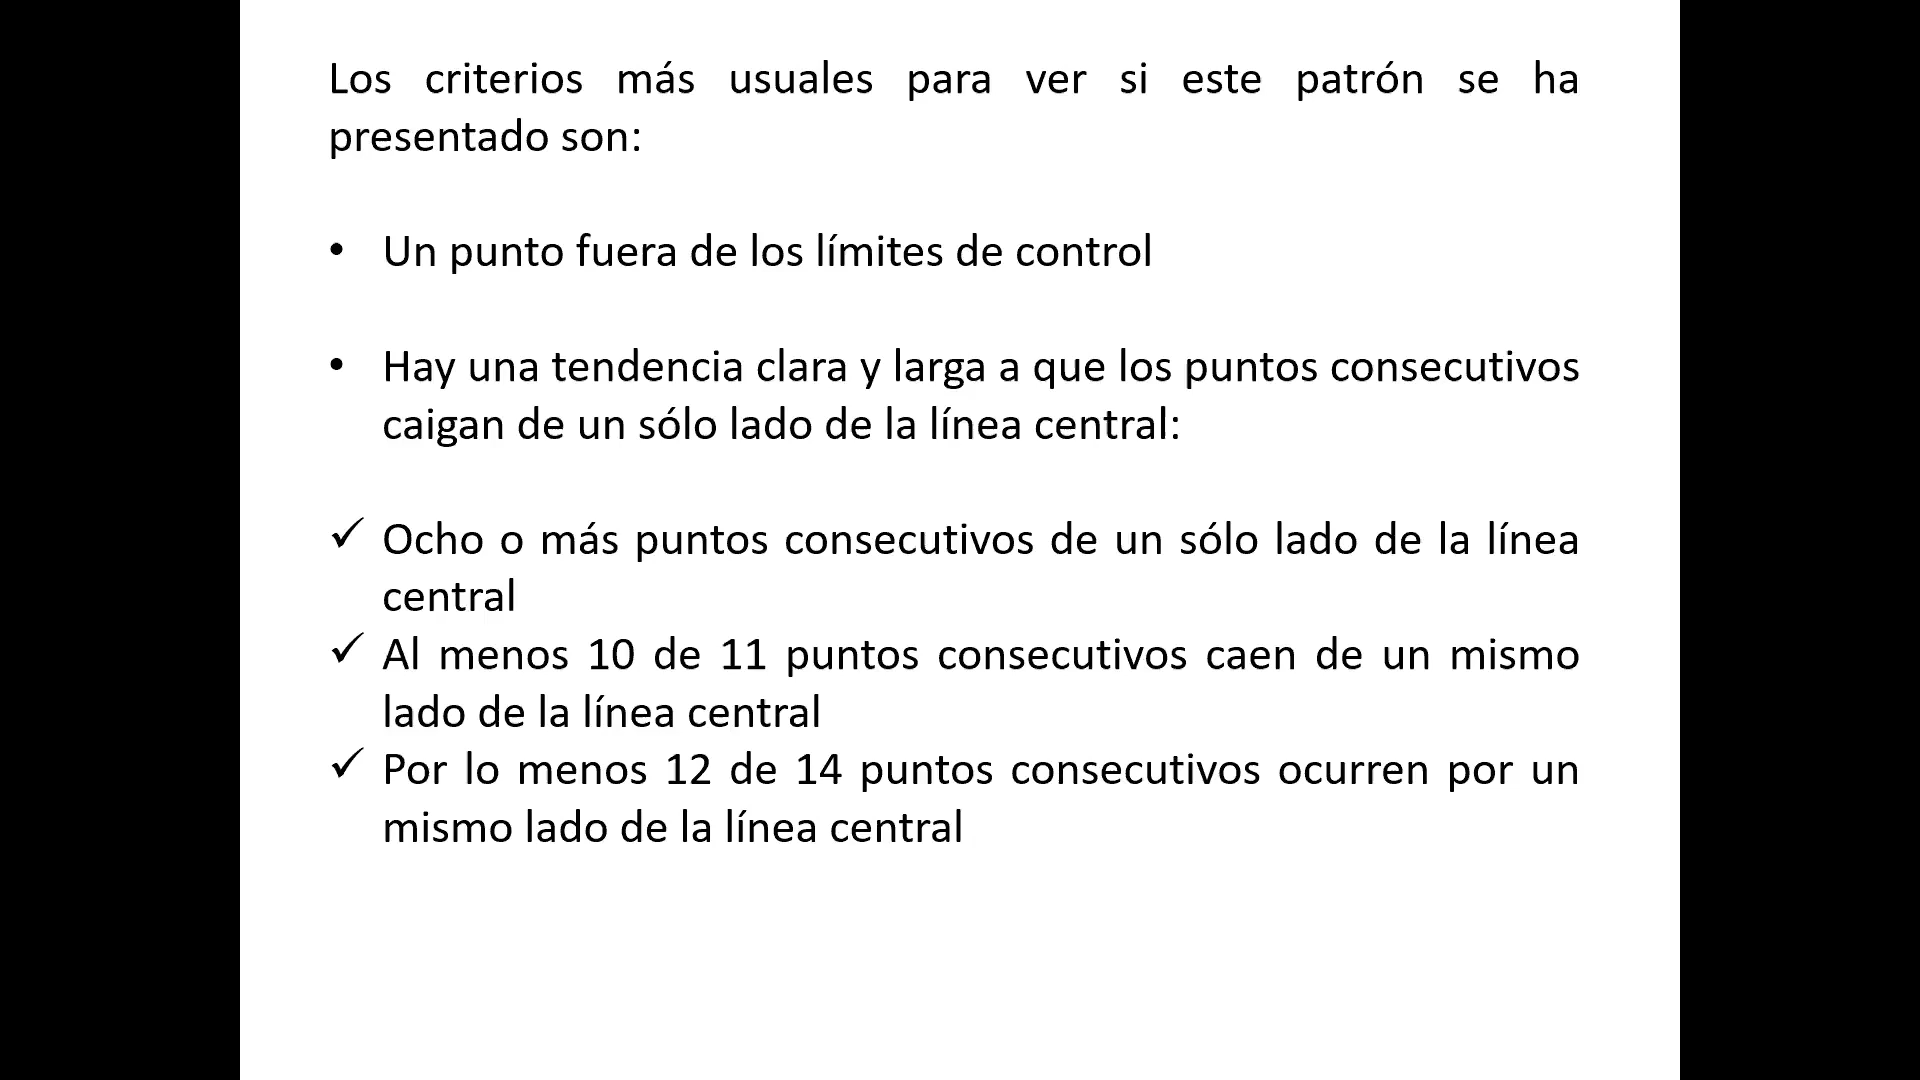 Los criterios más usuales para ver si este patrón se ha
presentado son:
• Un punto fuera de los límites de control
• Hay una tendencia clara y larga a que los puntos consecutivos
caigan de un sólo lado de la línea central:
✓ Ocho o más puntos consecutivos de un sólo lado de la línea
central
✓ Al menos 10 de 11 puntos consecutivos caen de un mismo
lado de la línea central
✓ Por lo menos 12 de 14 puntos consecutivos ocurren por un
mismo lado de la línea central